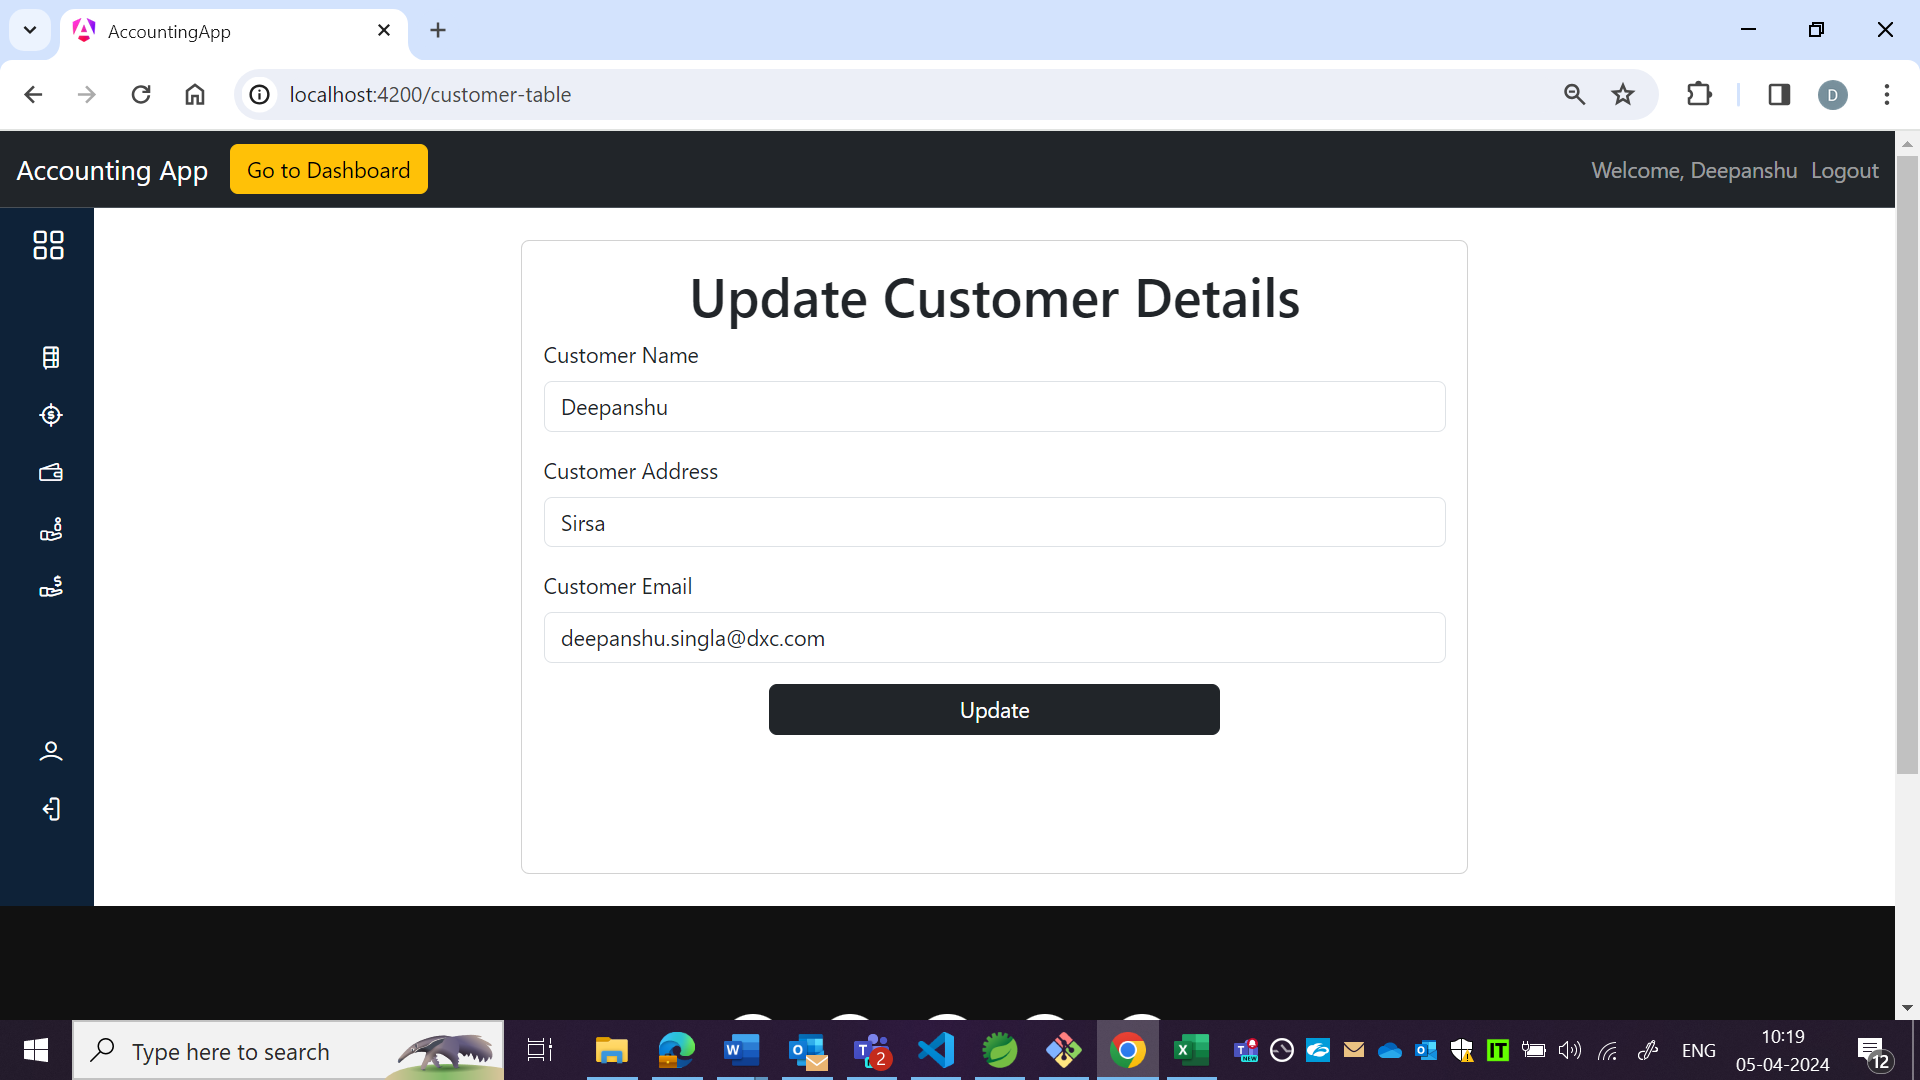 AccountingApp
localhost:4200/customer-table
D
Accounting App
Go to Dashboard
Welcome, Deepanshu
Logout
Update Customer Details
Customer Name
Deepanshu
Customer Address
Sirsa
Customer Email
deepanshu.singla@dxc.com
Update
Type here to search
2
ENG
10:19
05-04-2024
12